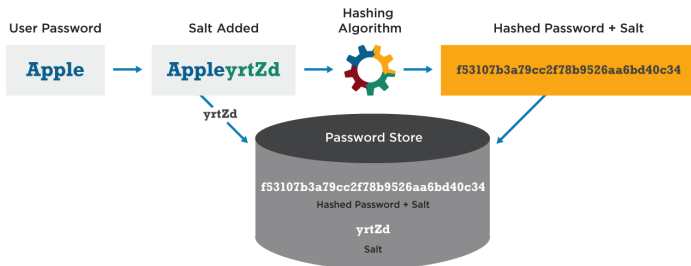 User Password
Salt Added
Hashing
Algorithm
Hashed Password + Salt
Apple
AppleyrtZd
f53107b3a79cc2f78b9526aa6bd40c34
yrtZd
Password Store
f53107b3a79cc2f78b9526aa6bd40c34
Hashed Password + Salt
yrtZd
Salt